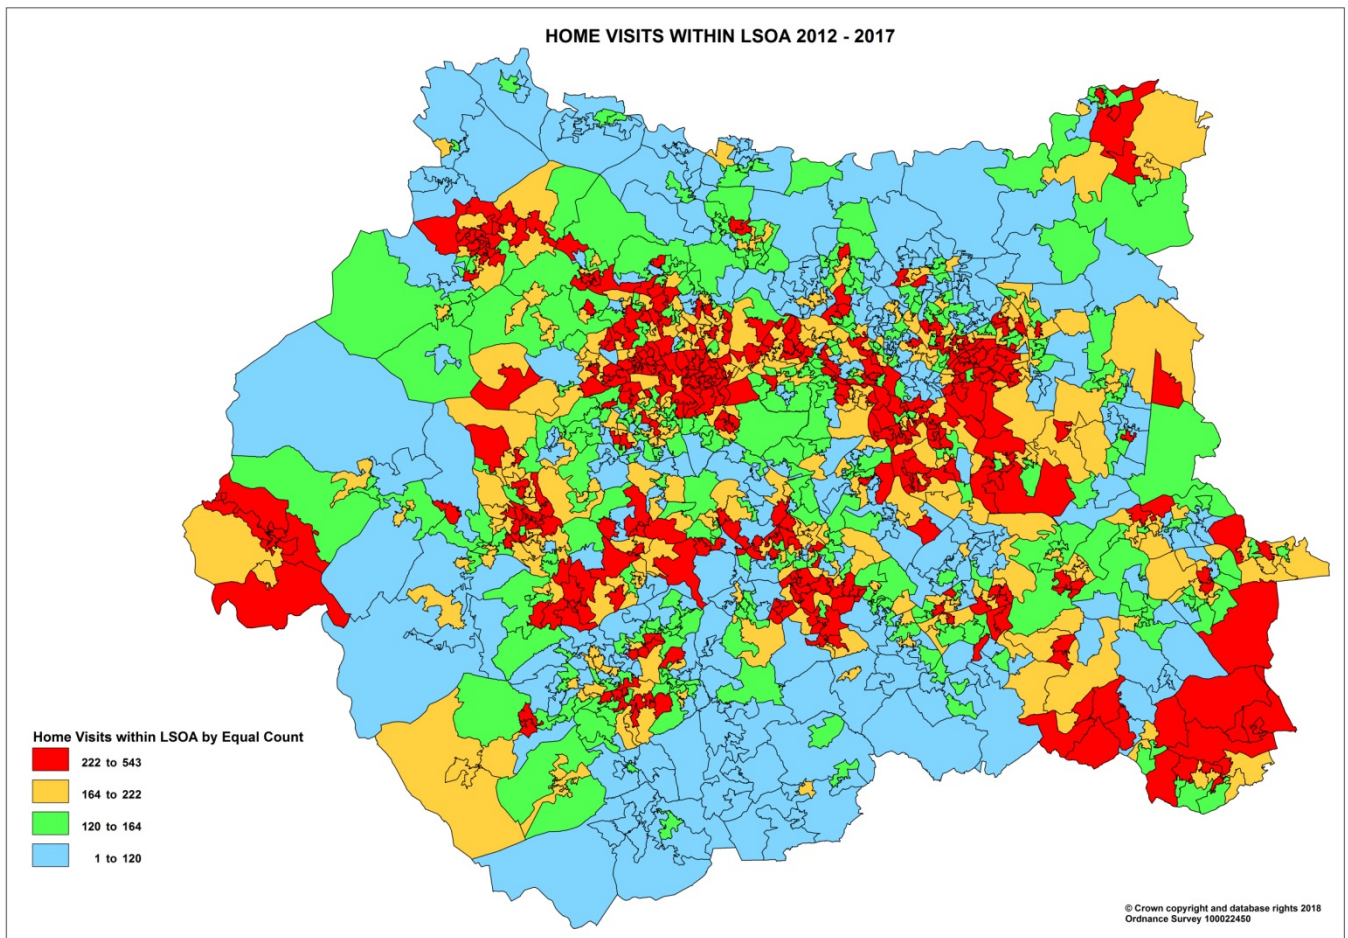 HOME VISITS WITHIN LSOA 2012 - 2017
Home Visits within LSOA by Equal Count
222 to 543
164 to 222
120 to 164
1 to 120
© Crown copyright and database rights 2018
Ordnance Survey 100022450